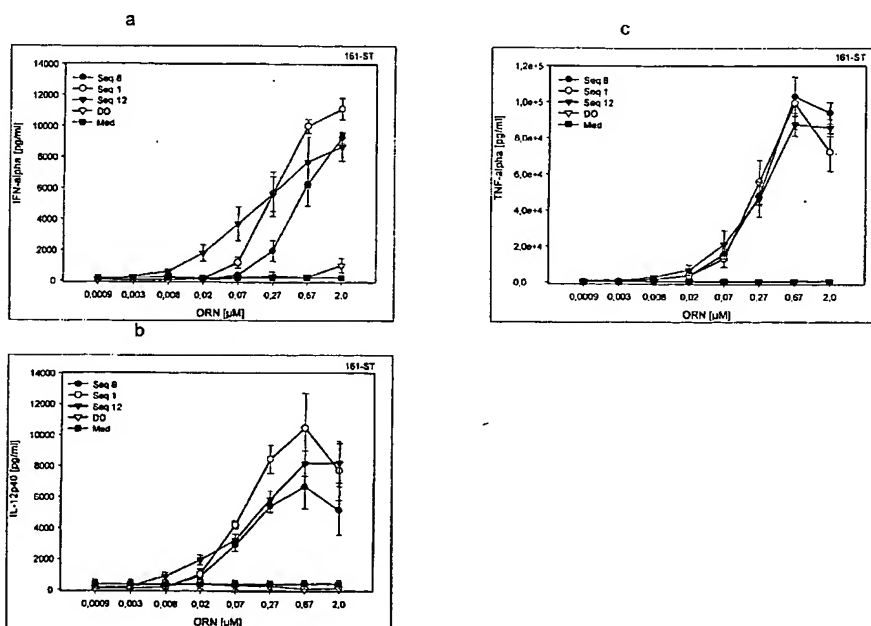 a
161-ST
14000
12000
10000
8000
6000
4000
2000
0
IFN-alpha [pg/ml]
Seq 8
Seq 1
Seq 12
DO
Med
0,0009 0,003 0,008 0,02 0,07 0,27 0,67 2,0
ORN [µM]
b
161-ST
14000
12000
10000
8000
6000
4000
2000
0
IL-12p40 [pg/ml]
Seq 8
Seq 1
Seq 12
DO
Med
0,0009 0,003 0,008 0,02 0,07 0,27 0,67 2,0
ORN [µM]
c
161-ST
1,2e+5
1,0e+5
8,0e+4
6,0e+4
4,0e+4
2,0e+4
0,0
TNF-alpha [pg/ml]
Seq 8
Seq 1
Seq 12
DO
Med
0,0009 0,003 0,008 0,02 0,07 0,27 0,67 2,0
ORN [µM]